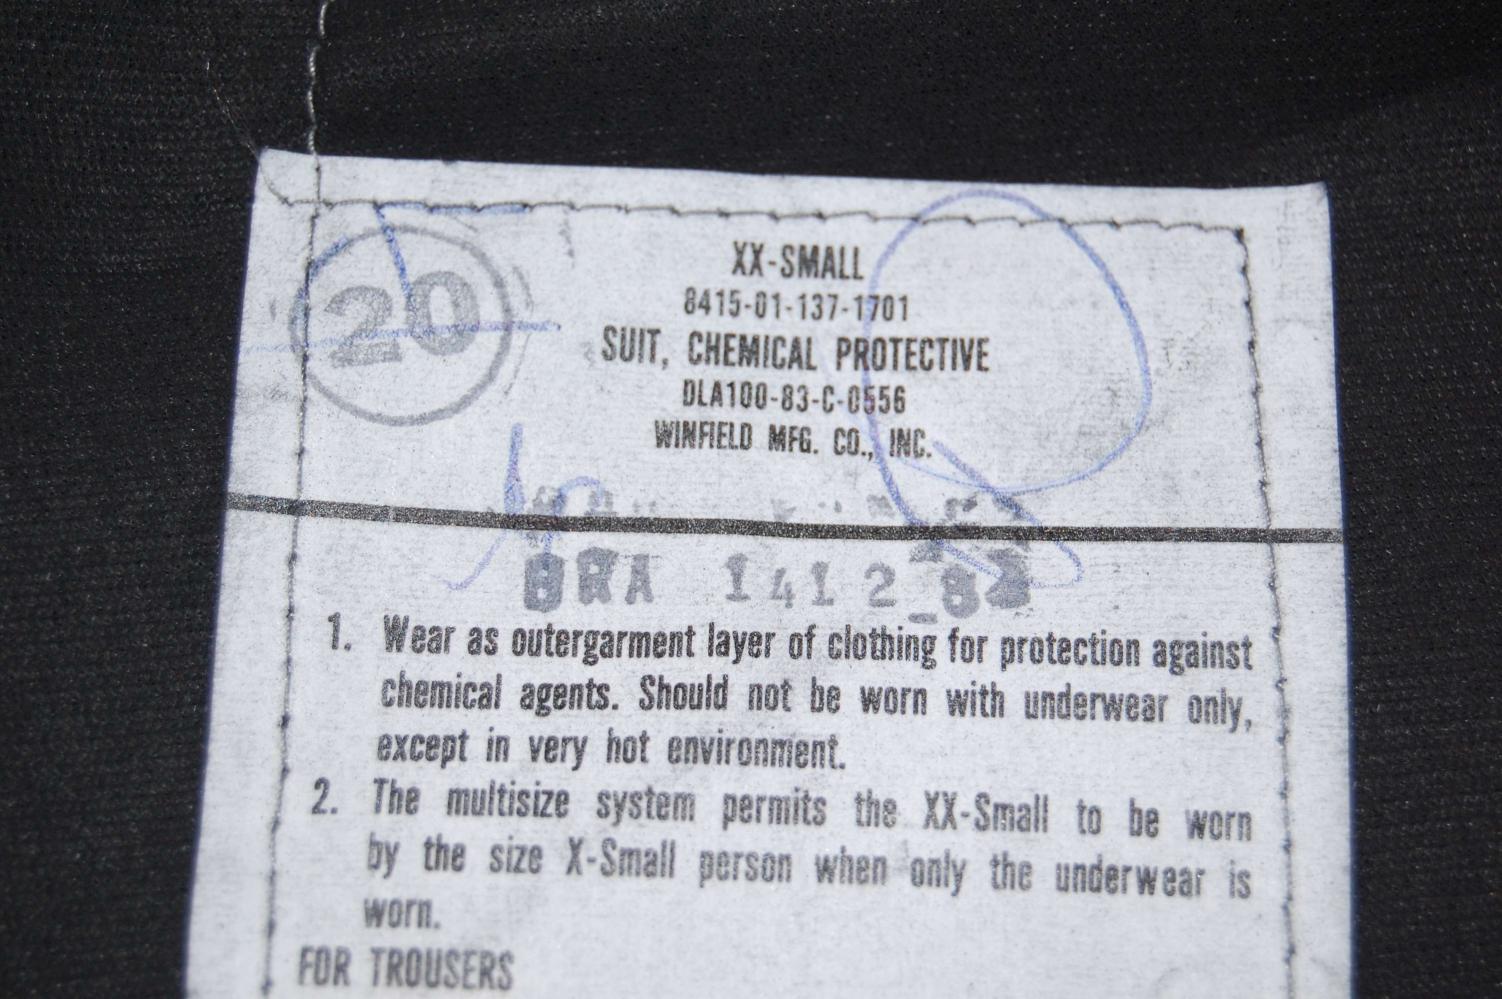 20
XX-SMALL
8415-01-137-1701
SUIT, CHEMICAL PROTECTIVE
DLA100-83-C-0556
WINFIELD MFG. CO., INC.
1412
1. Wear as outergarment layer of clothing for protection against
chemical agents. Should not be worn with underwear only,
except in very hot environment.
2. The multisize system permits the XX-Small to be worn
by the size X-Small person when only the underwear is
worn.
FOR TROUSERS